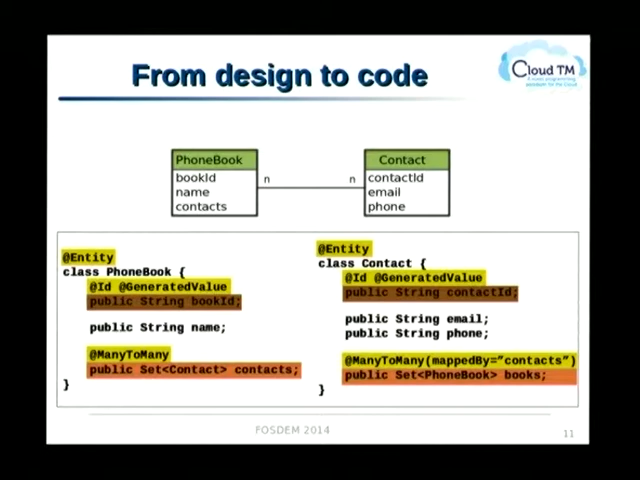 From design to code
Cloud TM
PhoneBook
bookId
name
contacts
n
n
Contact
contactId
email
phone
@Entity
class PhoneBook {
@Id @GeneratedValue
public String bookId;
public String name;
@ManyToMany
public Set<Contact> contacts;
}
@Entity
class Contact {
@Id @GeneratedValue
public String contactId;
public String email;
public String phone;
@ManyToMany(mappedBy=”contacts”)
public Set<PhoneBook> books;
}
FOSDEM 2014
11